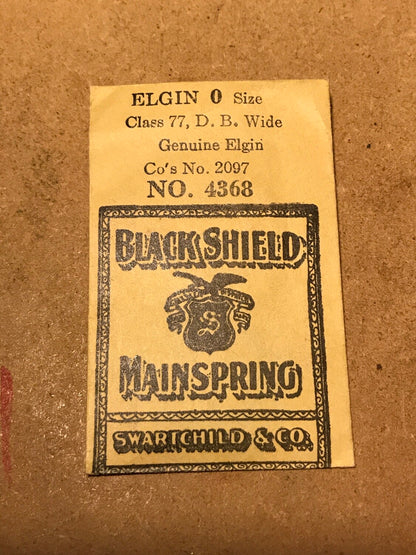 ELGIN 0 Size
Class 77, D. B. Wide
Genuine Elgin
Co's No. 2097
NO. 4368
BLACK SHIELD
S
MAINSPRING
SWARTCHILD & CO.